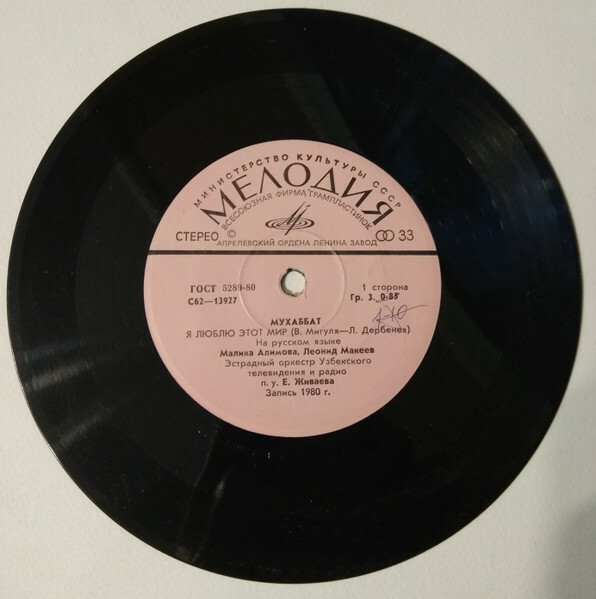 МИНИСТЕРСТВО КУЛЬТУРЫ СССР
МЕЛОДИЯ
ВСЕСОЮЗНАЯ ФИРМА ГРАМПЛАСТИНОК
СТЕРЕО
33
АПРЕЛЕВСКИЙ ОРДЕНА ЛЕНИНА ЗАВОД
ГОСТ 5289-80
С62—13927
1 сторона
Гр. 3. 0-85
МУХАББАТ
Я ЛЮБЛЮ ЭТОТ МИР (В. Мигуля—Л. Дербенев)
На русском языке
Малика Алимова, Леонид Макеев
Эстрадный оркестр Узбекского
телевидения и радио
п. у. Е. Живаева
Запись 1980 г.